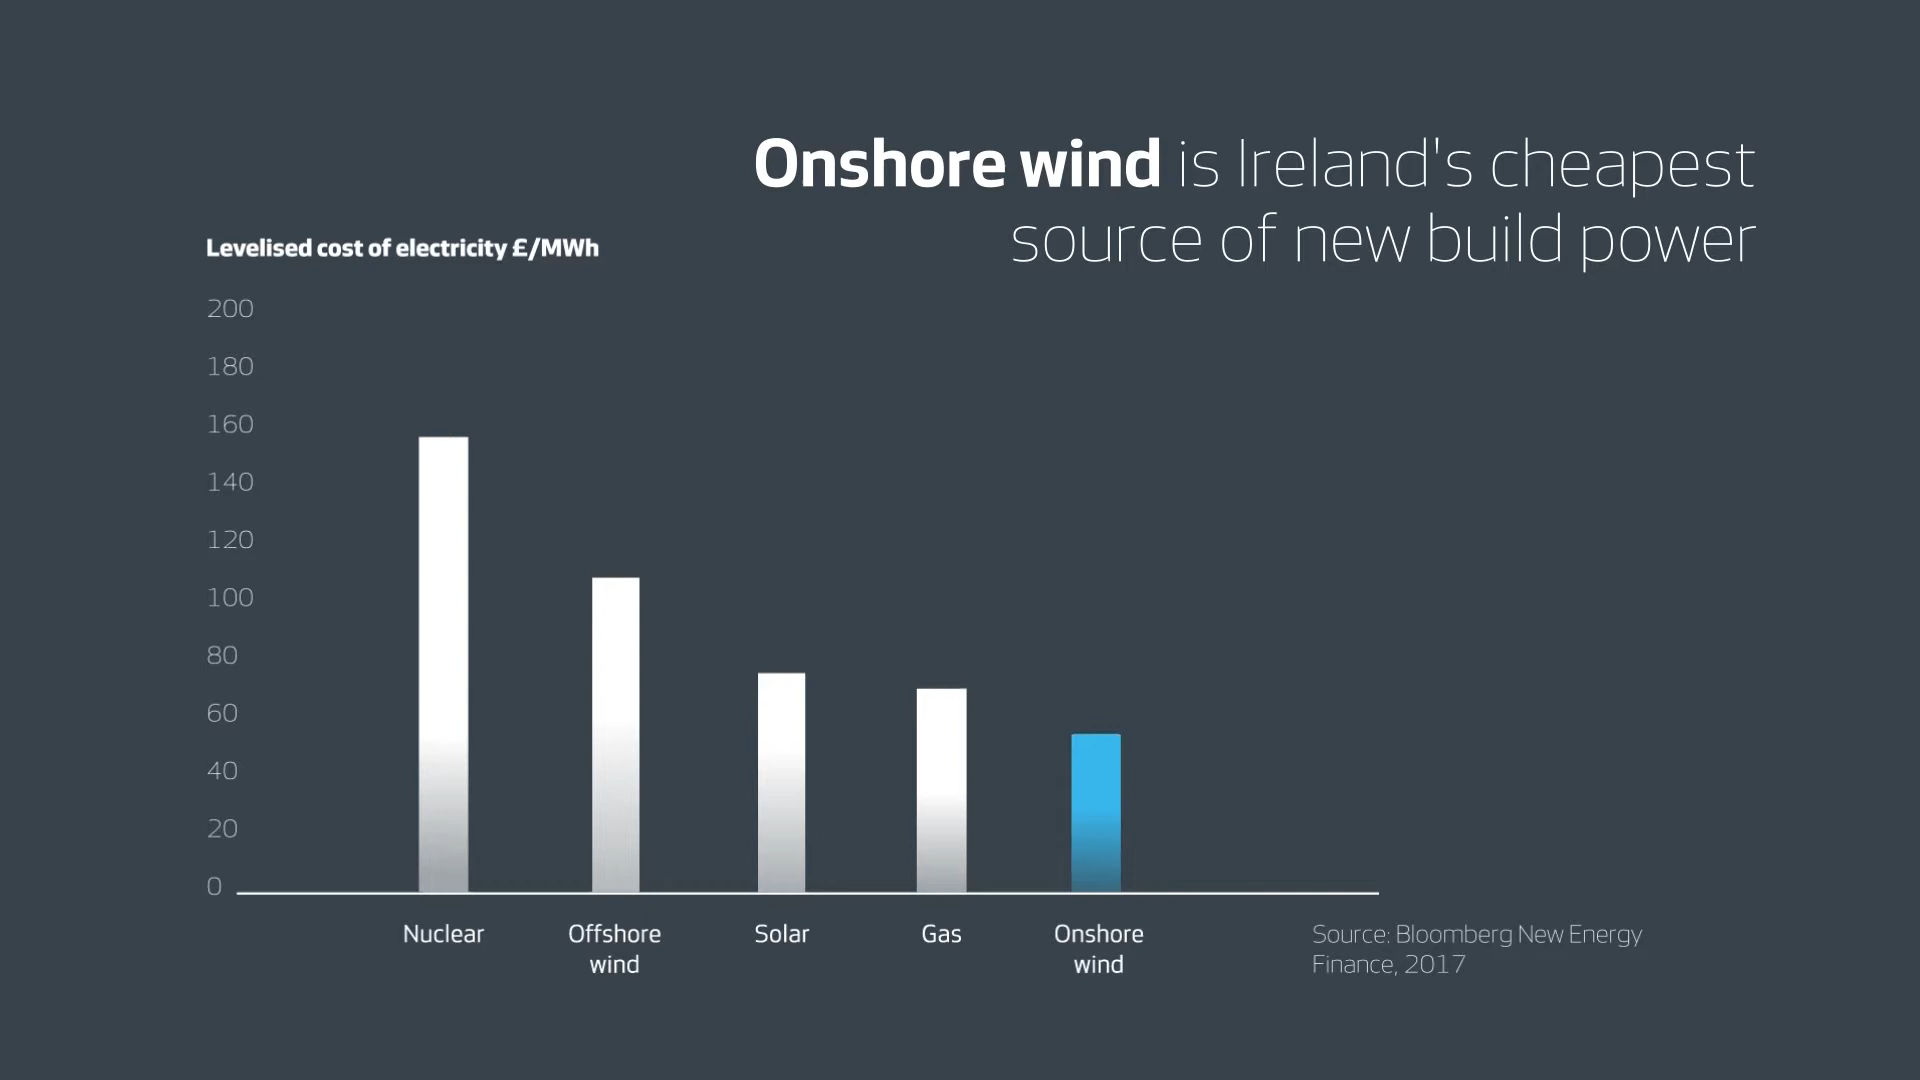 Onshore wind is Ireland's cheapest
source of new build power
Levelised cost of electricity £/MWh
200
180
160
140
120
100
80
60
40
20
0
Nuclear
Offshore
wind
Solar
Gas
Onshore
wind
Source: Bloomberg New Energy
Finance, 2017